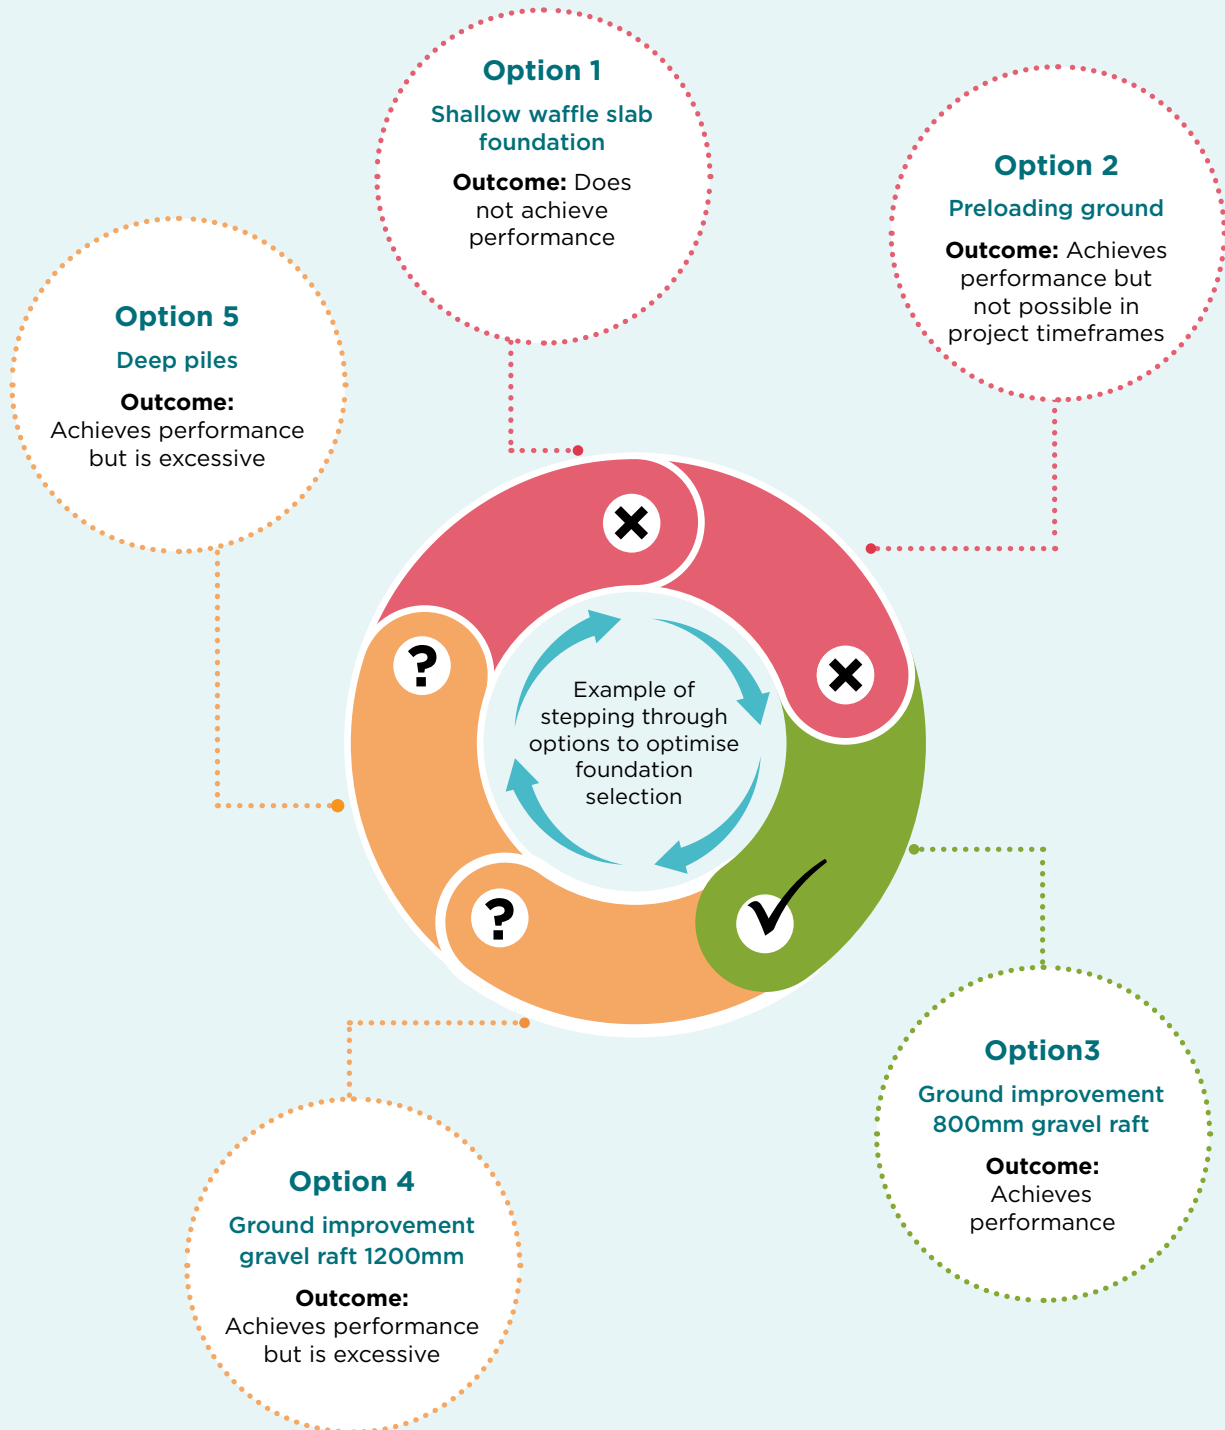 Option 1
Shallow waffle slab
foundation
Outcome: Does
not achieve
performance
Option 2
Preloading ground
Outcome: Achieves
performance but
not possible in
project timeframes
Option3
Ground improvement
800mm gravel raft
Outcome:
Achieves
performance
Option 4
Ground improvement
gravel raft 1200mm
Outcome:
Achieves performance
but is excessive
Option 5
Deep piles
Outcome:
Achieves performance
but is excessive
?
?
Example of
stepping through
options to optimise
foundation
selection